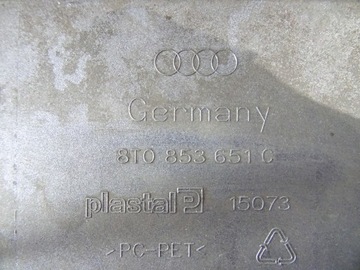 Germany
8T0 853 651 C
plastal
15073
>PC-PET<